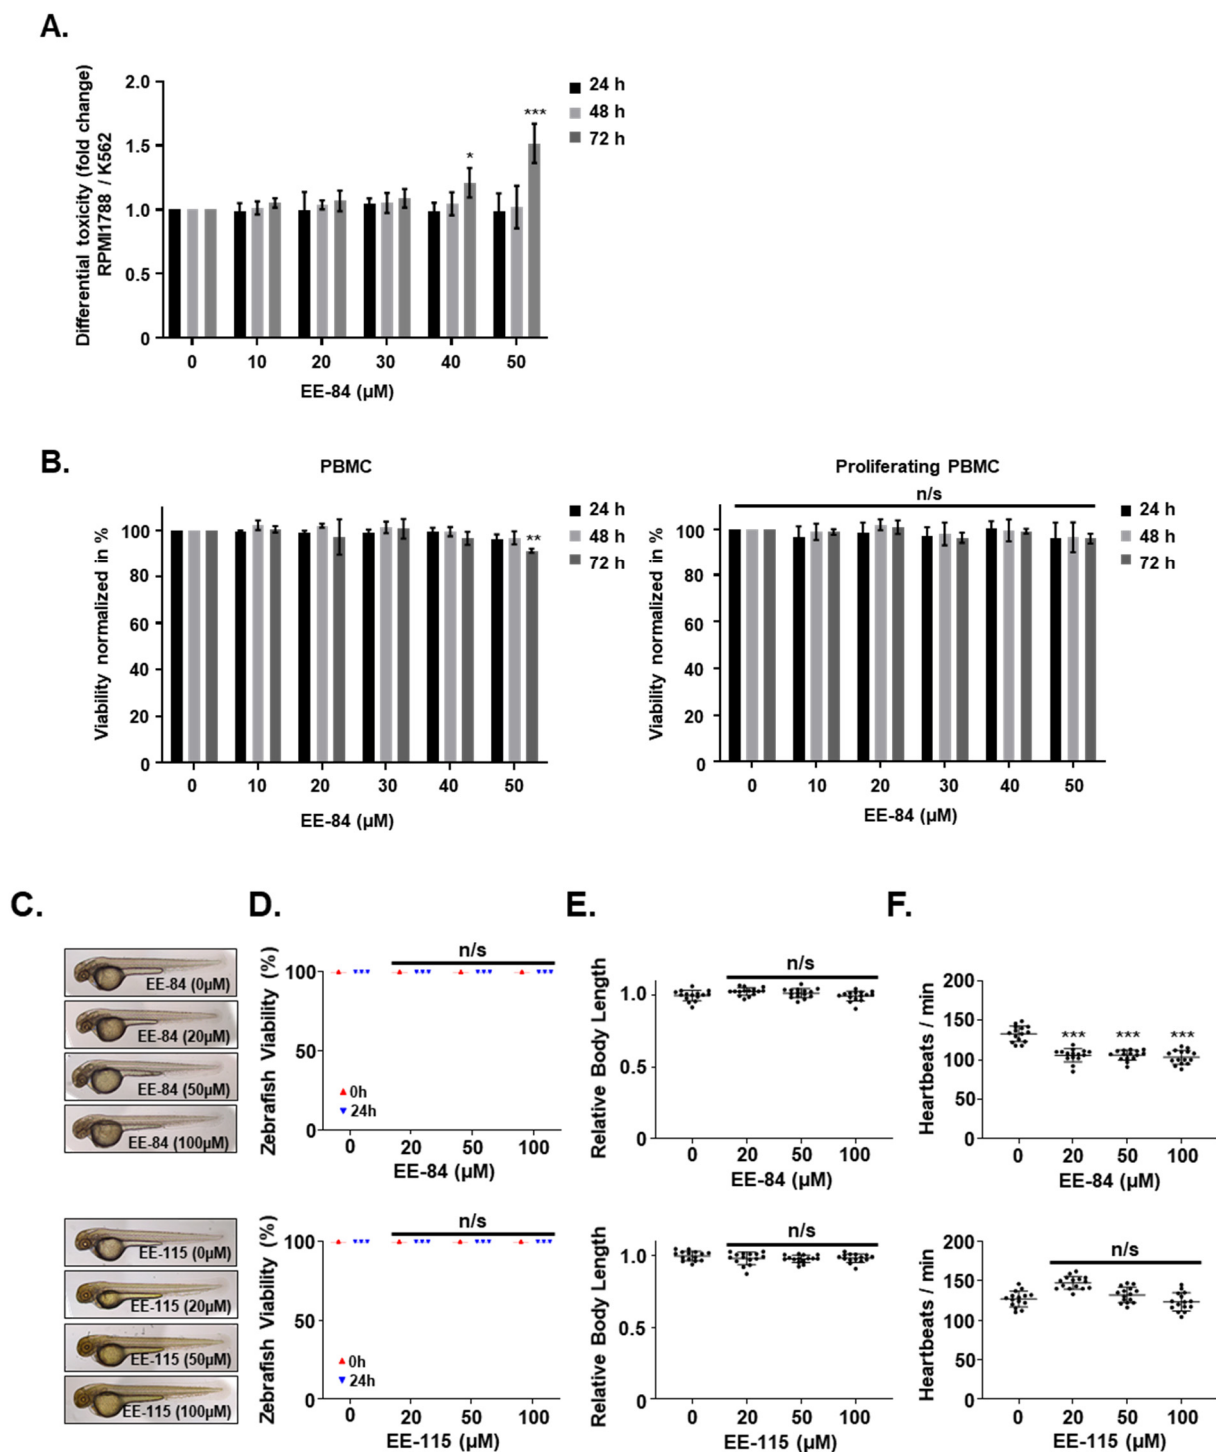 A.
Differential toxicity (fold change)
RPMI1788 / K562
2.0
1.5
1.0
0.5
0
***
*
24 h
48 h
72 h
0 10 20 30 40 50
EE-84 (µM)
B.
PBMC
Viability normalized in %
100
80
60
40
20
0
**
24 h
48 h
72 h
0 10 20 30 40 50
EE-84 (µM)
Proliferating PBMC
n/s
Viability normalized in %
100
80
60
40
20
0
24 h
48 h
72 h
0 10 20 30 40 50
EE-84 (µM)
C.
EE-84 (0µM)
EE-84 (20µM)
EE-84 (50µM)
EE-84 (100µM)
EE-115 (0µM)
EE-115 (20µM)
EE-115 (50µM)
EE-115 (100µM)
D.
n/s
Zebrafish Viability (%)
100
50
0
0h
24h
0 20 50 100
EE-84 (µM)
n/s
Zebrafish Viability (%)
100
50
0
0h
24h
0 20 50 100
EE-115 (µM)
E.
n/s
Relative Body Length
1.0
0.5
0
0 20 50 100
EE-84 (µM)
n/s
Relative Body Length
1.0
0.5
0
0 20 50 100
EE-115 (µM)
F.
Heartbeats / min
200
150
100
50
0
*** *** ***
0 20 50 100
EE-84 (µM)
n/s
Heartbeats / min
200
150
100
50
0
0 20 50 100
EE-115 (µM)